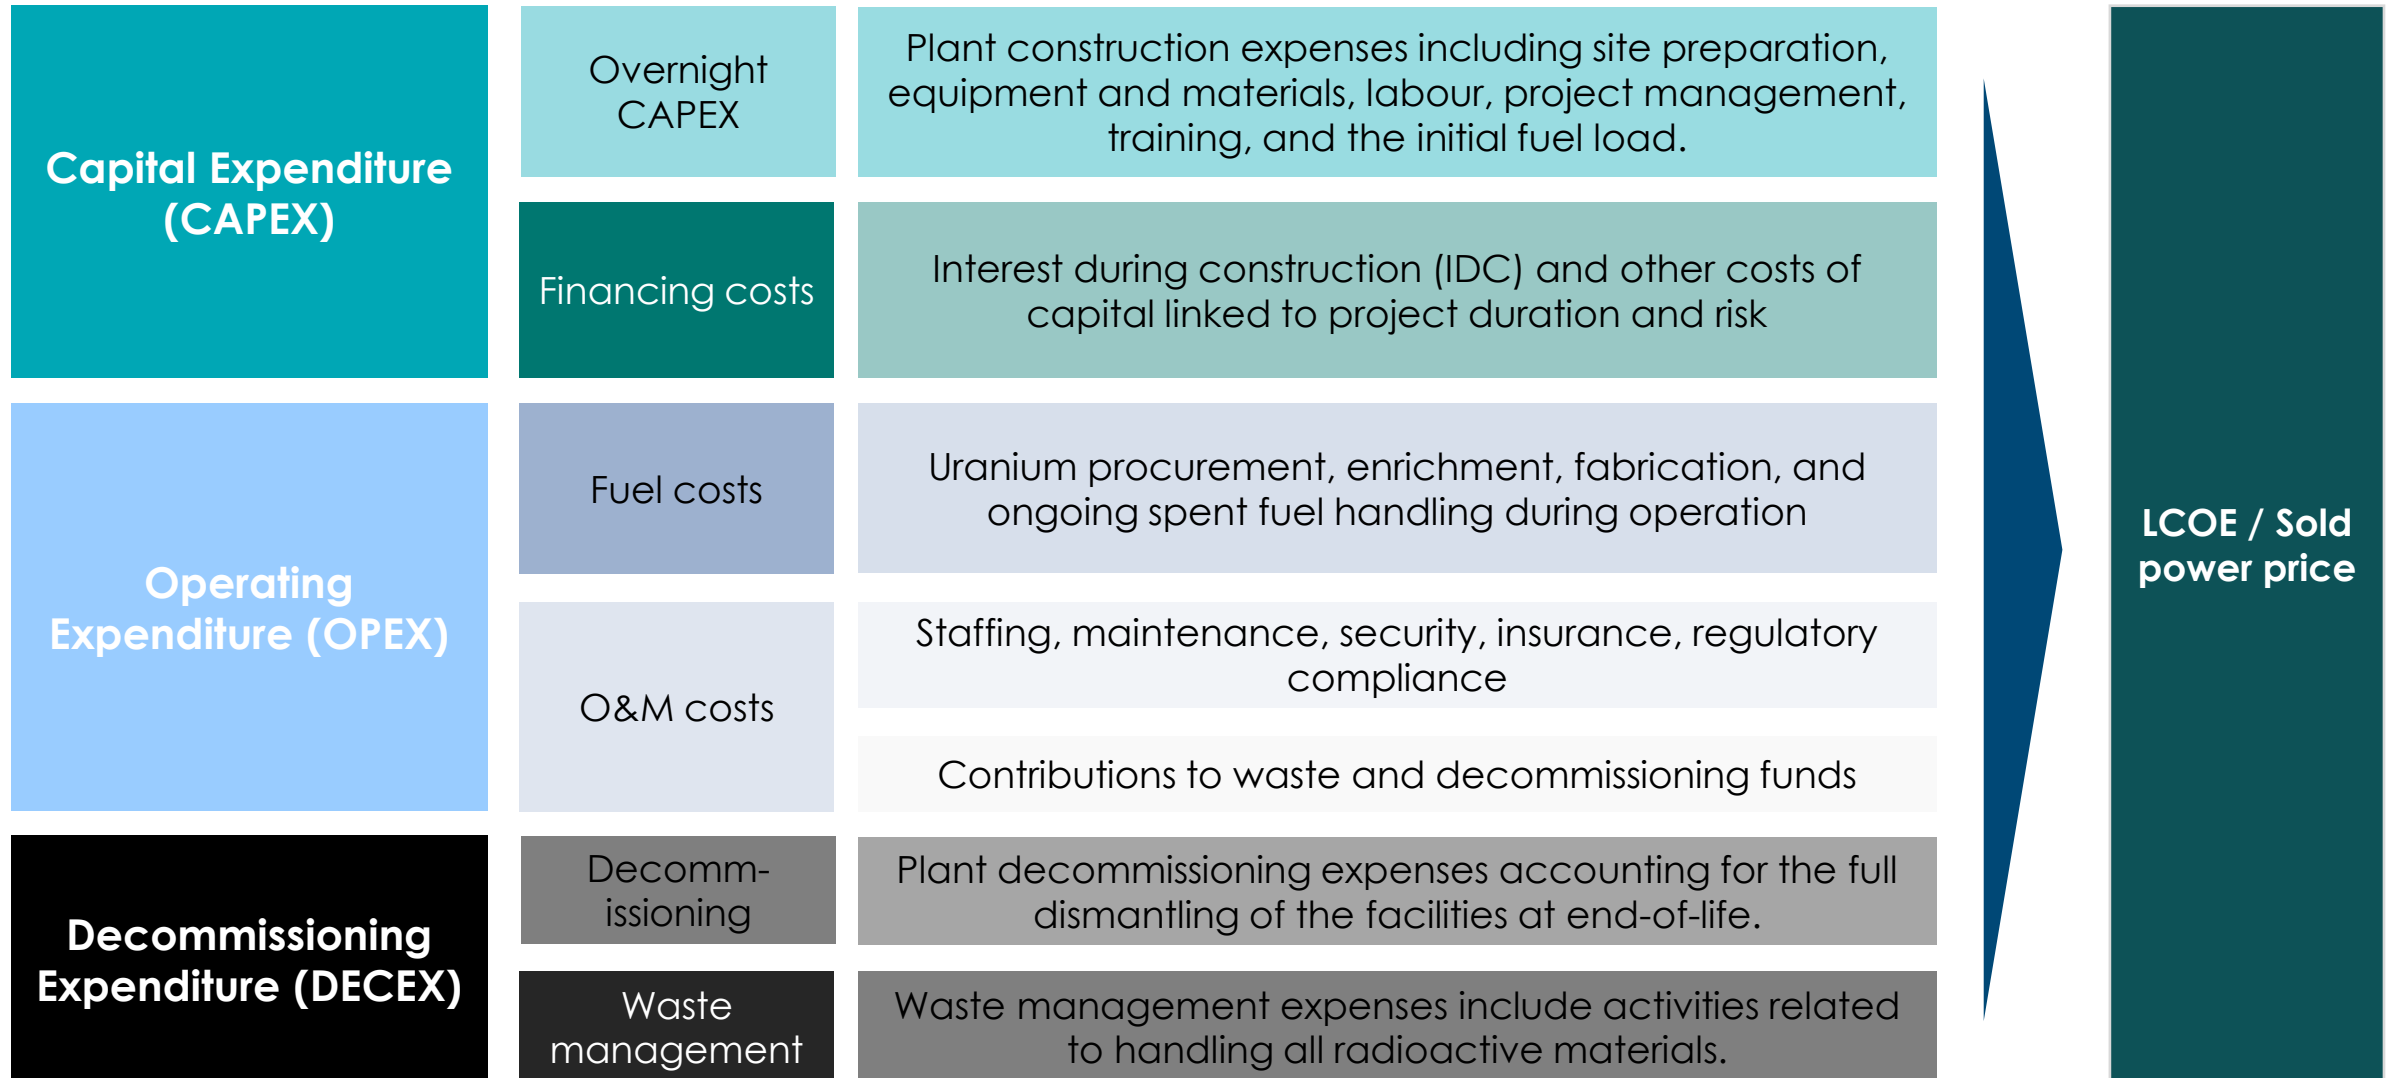 Capital Expenditure
(CAPEX)
Overnight
CAPEX
Plant construction expenses including site preparation,
equipment and materials, labour, project management,
training, and the initial fuel load.
Financing costs
Interest during construction (IDC) and other costs of
capital linked to project duration and risk
Operating
Expenditure (OPEX)
Fuel costs
Uranium procurement, enrichment, fabrication, and
ongoing spent fuel handling during operation
O&M costs
Staffing, maintenance, security, insurance, regulatory
compliance
Contributions to waste and decommissioning funds
Decommissioning
Expenditure (DECEX)
Decomm-
issioning
Plant decommissioning expenses accounting for the full
dismantling of the facilities at end-of-life.
Waste
management
Waste management expenses include activities related
to handling all radioactive materials.
LCOE / Sold
power price